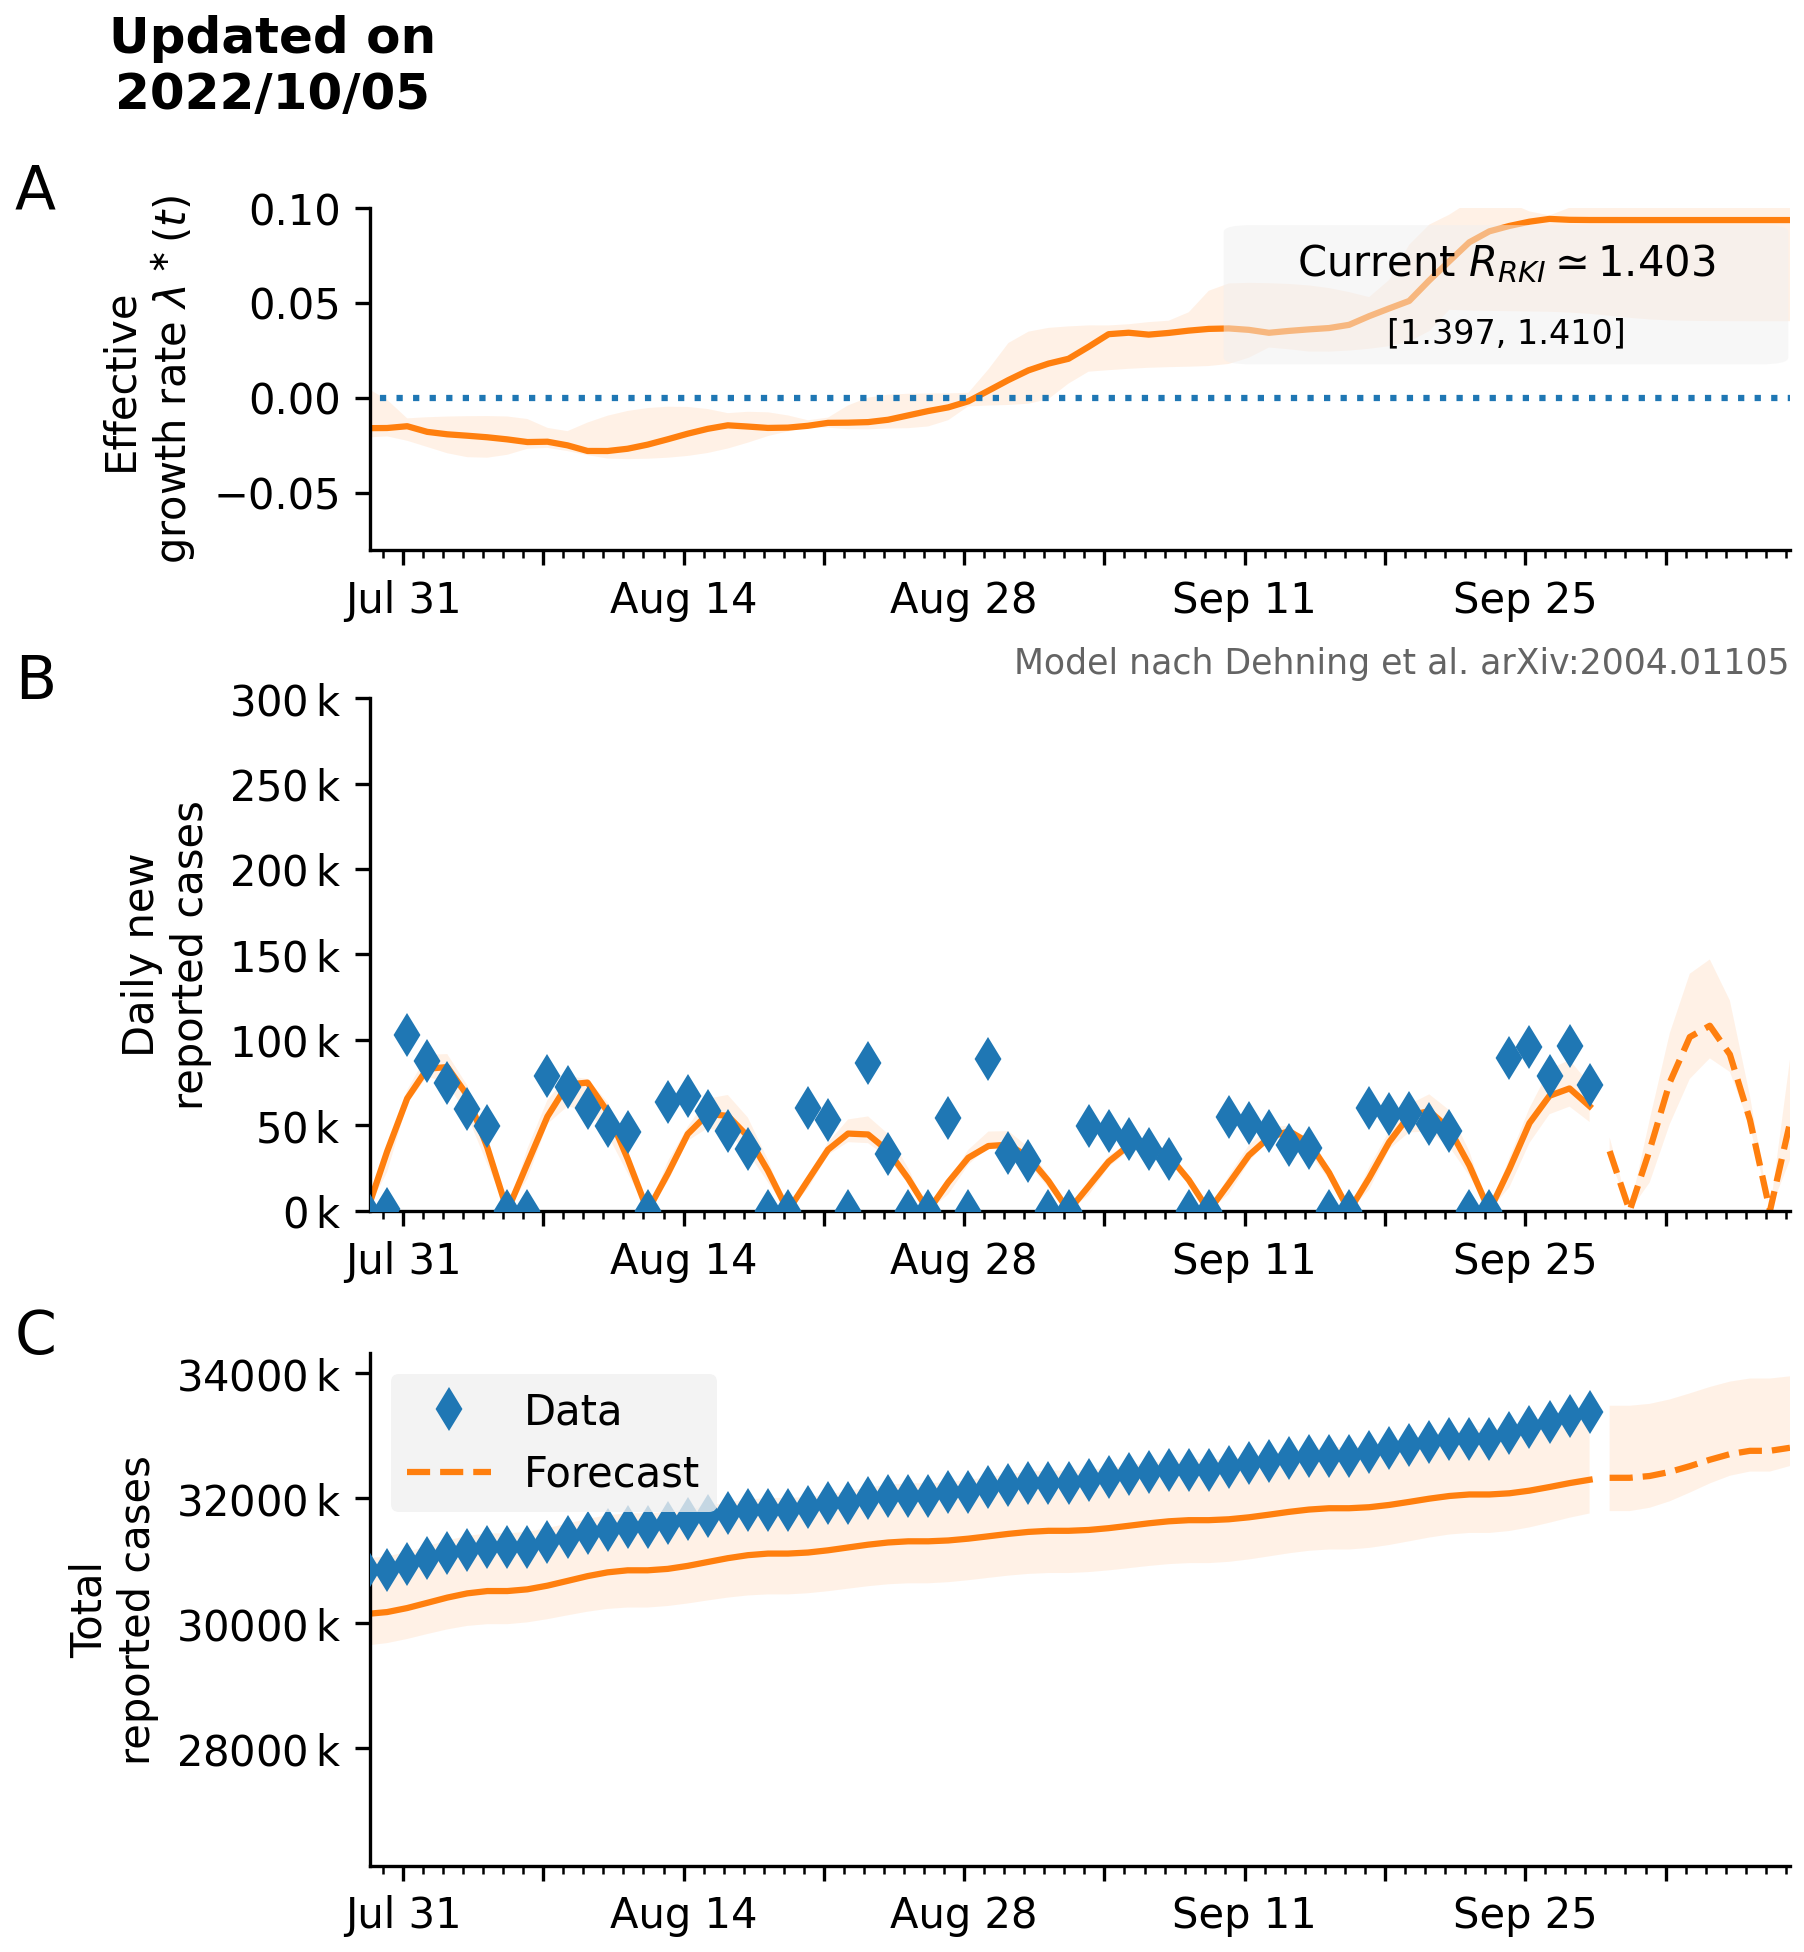 Updated on
2022/10/05
A
Effective
growth rate λ * (t)
0.10
0.05
0.00
−0.05
Current R_RKI ≃ 1.403
[1.397, 1.410]
Jul 31
Aug 14
Aug 28
Sep 11
Sep 25
Model nach Dehning et al. arXiv:2004.01105
B
Daily new
reported cases
300 k
250 k
200 k
150 k
100 k
50 k
0 k
Jul 31
Aug 14
Aug 28
Sep 11
Sep 25
C
Total
reported cases
34000 k
32000 k
30000 k
28000 k
Data
Forecast
Jul 31
Aug 14
Aug 28
Sep 11
Sep 25